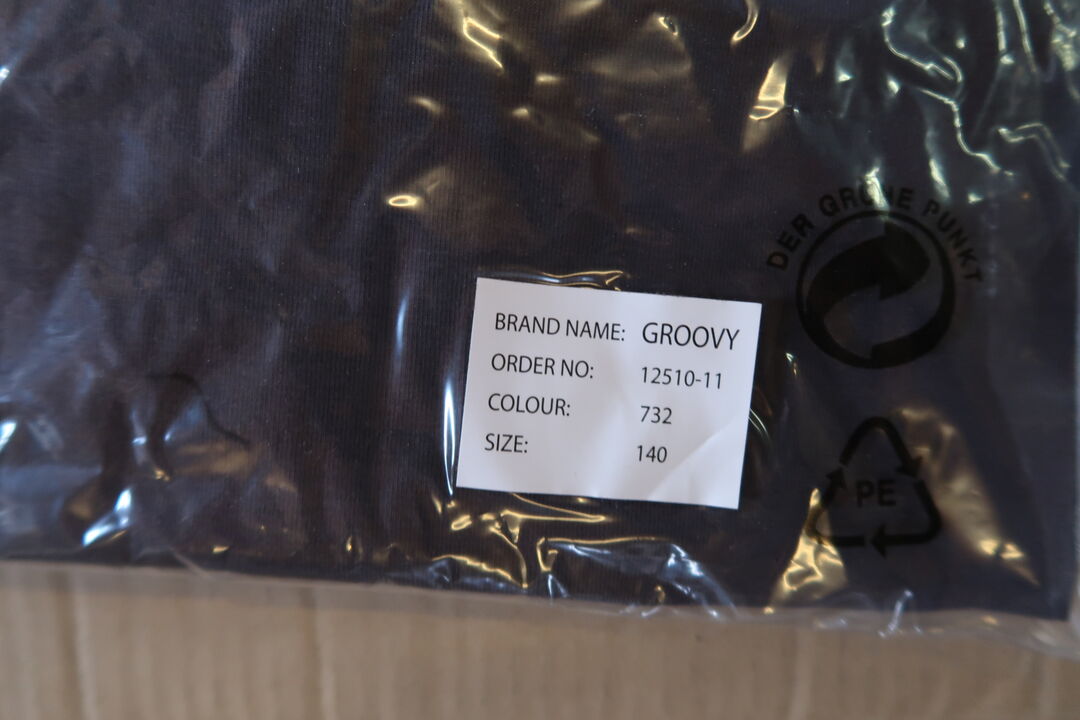 DER GRÜNE PUNKT
BRAND NAME: GROOVY
ORDER NO: 12510-11
COLOUR: 732
SIZE: 140
PE